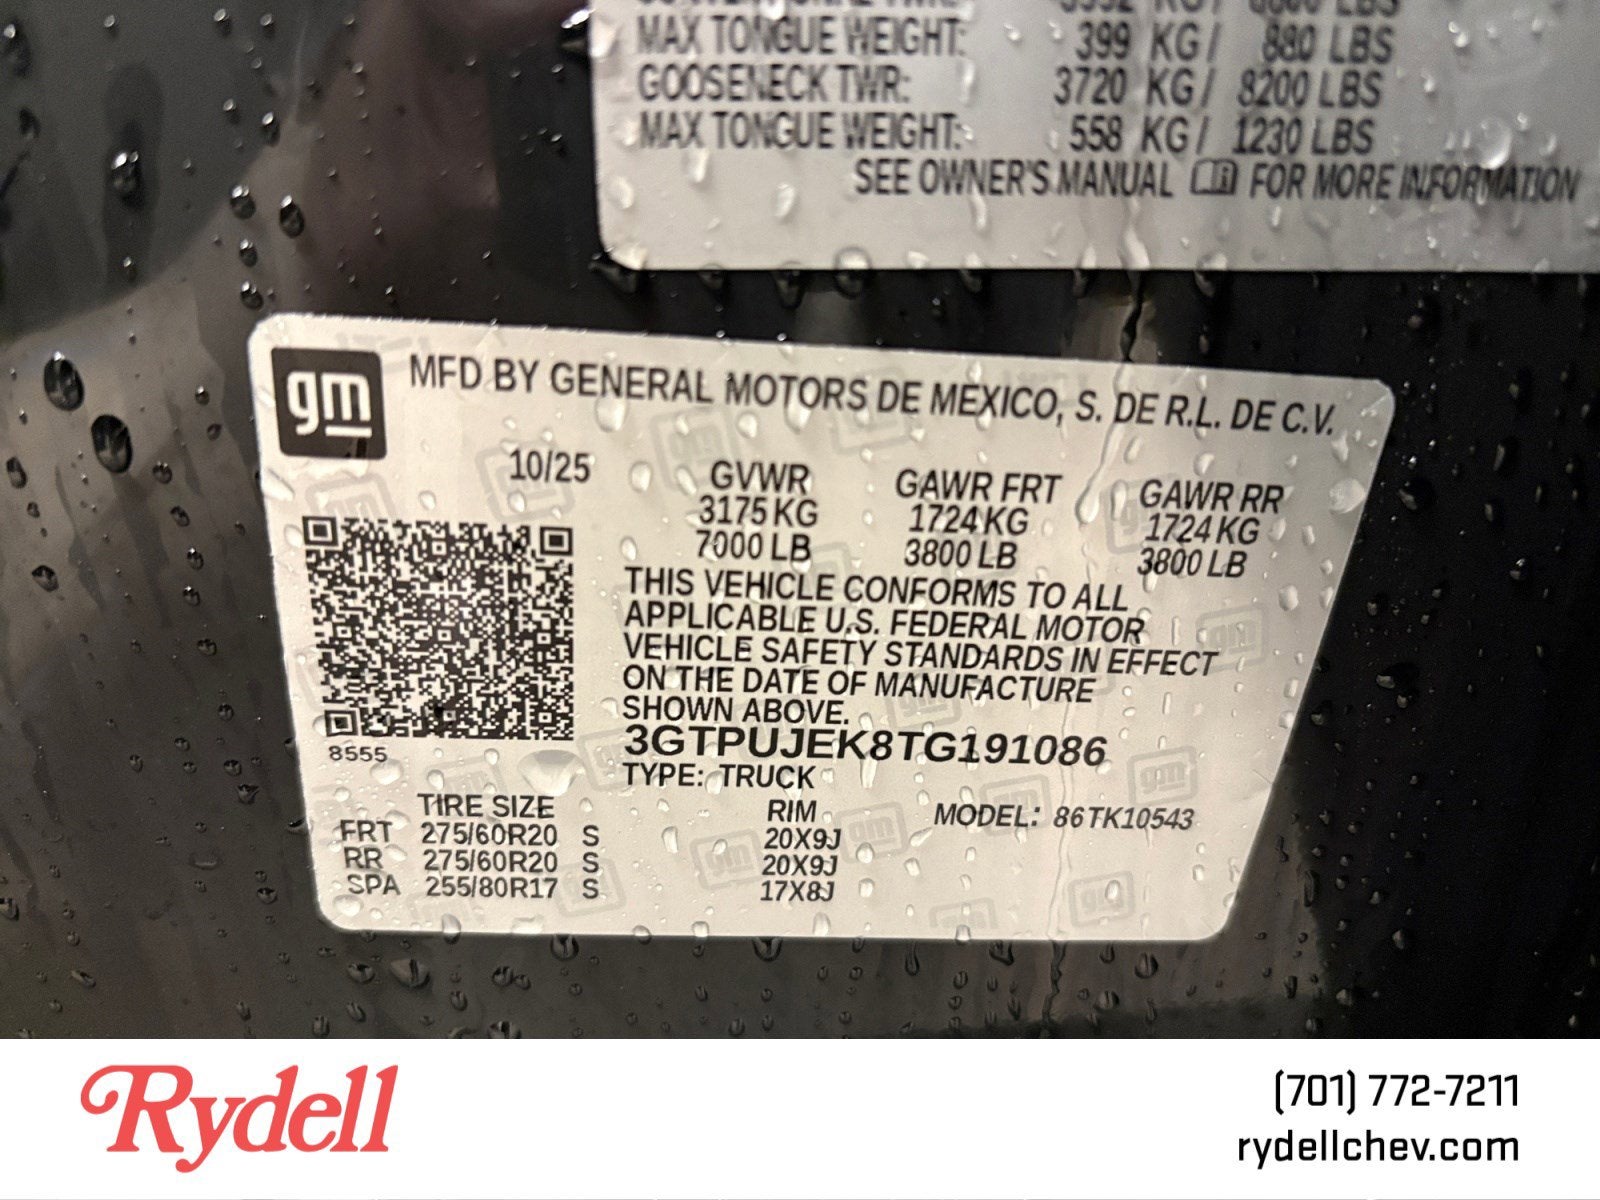 MAX TONGUE WEIGHT: 399 KG/ 880 LBS
GOOSENECK TWR: 3720 KG/ 8200 LBS
MAX TONGUE WEIGHT: 558 KG/ 1230 LBS
SEE OWNER'S MANUAL FOR MORE INFORMATION
gm MFD BY GENERAL MOTORS DE MEXICO, S. DE R.L. DE C.V.
10/25 GVWR GAWR FRT GAWR RR
3175 KG 1724 KG 1724 KG
7000 LB 3800 LB 3800 LB
THIS VEHICLE CONFORMS TO ALL
APPLICABLE U.S. FEDERAL MOTOR
VEHICLE SAFETY STANDARDS IN EFFECT
ON THE DATE OF MANUFACTURE
SHOWN ABOVE.
8555 3GTPUJEK8TG191086
TYPE: TRUCK
TIRE SIZE RIM MODEL: 86TK10543
FRT 275/60R20 S 20X9J
RR 275/60R20 S 20X9J
SPA 255/80R17 S 17X8J
Rydell
(701) 772-7211
rydellchev.com